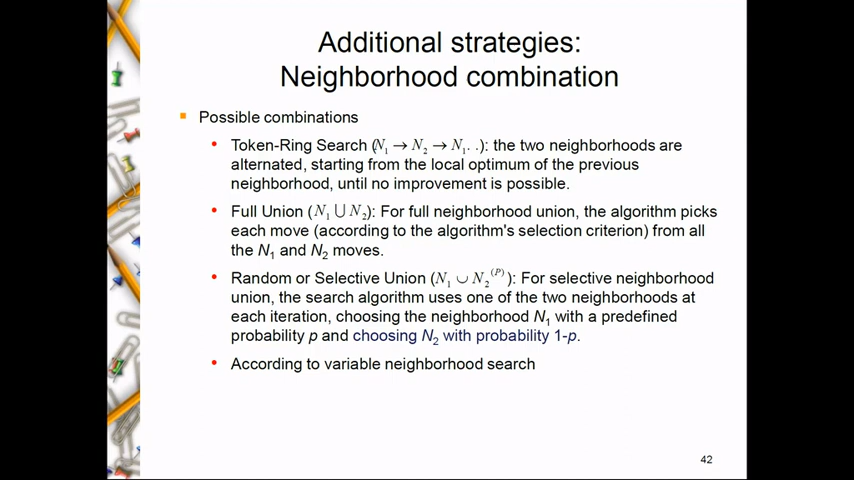 Additional strategies:
Neighborhood combination
Possible combinations
Token-Ring Search (N₁ → N₂ → N₁. .): the two neighborhoods are
alternated, starting from the local optimum of the previous
neighborhood, until no improvement is possible.
Full Union (N₁ ⋃ N₂): For full neighborhood union, the algorithm picks
each move (according to the algorithm's selection criterion) from all
the N₁ and N₂ moves.
Random or Selective Union (N₁ ∪ N₂⁽ᴾ⁾): For selective neighborhood
union, the search algorithm uses one of the two neighborhoods at
each iteration, choosing the neighborhood N₁ with a predefined
probability p and choosing N₂ with probability 1-p.
According to variable neighborhood search
42